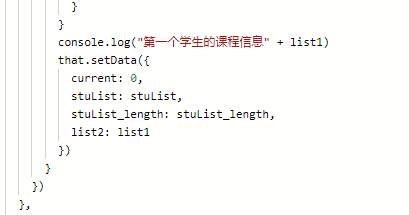 }
}
console.log("第一个学生的课程信息" + list1)
that.setData({
current: 0,
stuList: stuList,
stuList_length: stuList_length,
list2: list1
})
}
})
},